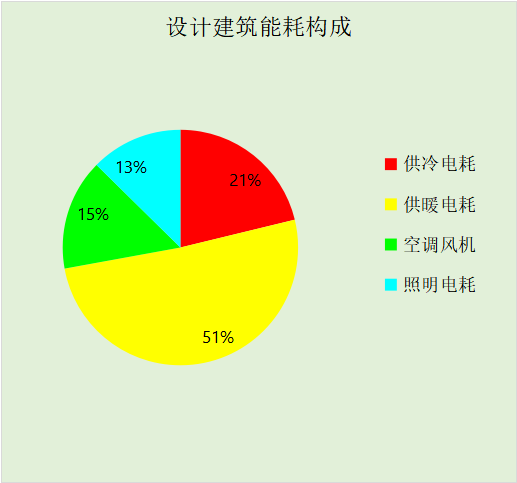 设计建筑能耗构成
13%
21%
15%
51%
供冷电耗
供暖电耗
空调风机
照明电耗